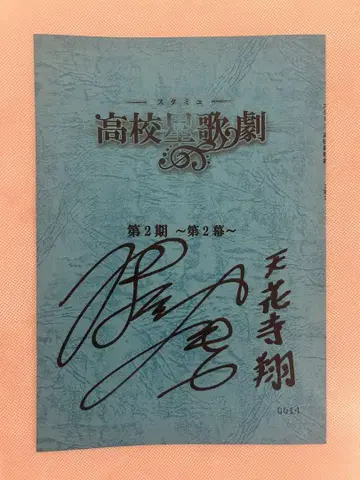 スタミュ
高校星歌劇
第2期 ~第2幕~
天花寺翔
0014